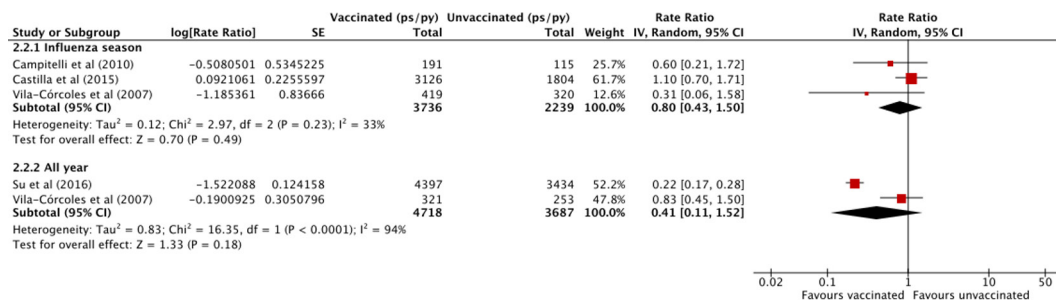 Vaccinated (ps/py) Unvaccinated (ps/py) Rate Ratio Rate Ratio
Study or Subgroup log[Rate Ratio] SE Total Total Weight IV, Random, 95% CI IV, Random, 95% CI
2.2.1 Influenza season
Campitelli et al (2010) -0.5080501 0.5345225 191 115 25.7% 0.60 [0.21, 1.72]
Castilla et al (2015) 0.0921061 0.2255597 3126 1804 61.7% 1.10 [0.70, 1.71]
Vila-Córcoles et al (2007) -1.185361 0.83666 419 320 12.6% 0.31 [0.06, 1.58]
Subtotal (95% CI) 3736 2239 100.0% 0.80 [0.43, 1.50]
Heterogeneity: Tau² = 0.12; Chi² = 2.97, df = 2 (P = 0.23); I² = 33%
Test for overall effect: Z = 0.70 (P = 0.49)
2.2.2 All year
Su et al (2016) -1.522088 0.124158 4397 3434 52.2% 0.22 [0.17, 0.28]
Vila-Córcoles et al (2007) -0.1900925 0.3050796 321 253 47.8% 0.83 [0.45, 1.50]
Subtotal (95% CI) 4718 3687 100.0% 0.41 [0.11, 1.52]
Heterogeneity: Tau² = 0.83; Chi² = 16.35, df = 1 (P < 0.0001); I² = 94%
Test for overall effect: Z = 1.33 (P = 0.18)
0.02 0.1 1 10 50
Favours vaccinated Favours unvaccinated